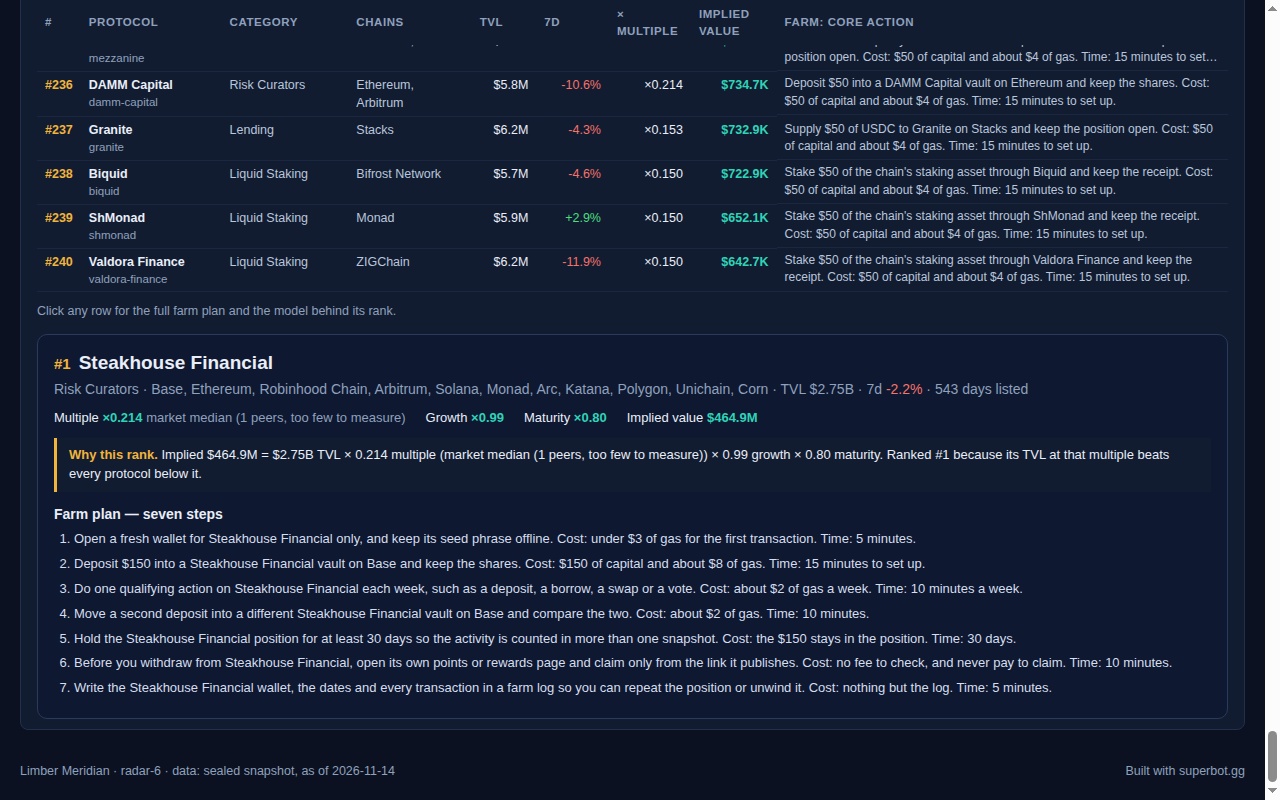 # PROTOCOL CATEGORY CHAINS TVL 7D × MULTIPLE IMPLIED VALUE FARM: CORE ACTION
mezzanine
position open. Cost: $50 of capital and about $4 of gas. Time: 15 minutes to set…
#236 DAMM Capital Risk Curators Ethereum, $5.8M -10.6% ×0.214 $734.7K Deposit $50 into a DAMM Capital vault on Ethereum and keep the shares. Cost:
damm-capital Arbitrum $50 of capital and about $4 of gas. Time: 15 minutes to set up.
#237 Granite Lending Stacks $6.2M -4.3% ×0.153 $732.9K Supply $50 of USDC to Granite on Stacks and keep the position open. Cost: $50
granite of capital and about $4 of gas. Time: 15 minutes to set up.
#238 Biquid Liquid Staking Bifrost Network $5.7M -4.6% ×0.150 $722.9K Stake $50 of the chain's staking asset through Biquid and keep the receipt. Cost:
biquid $50 of capital and about $4 of gas. Time: 15 minutes to set up.
#239 ShMonad Liquid Staking Monad $5.9M +2.9% ×0.150 $652.1K Stake $50 of the chain's staking asset through ShMonad and keep the receipt.
shmonad Cost: $50 of capital and about $4 of gas. Time: 15 minutes to set up.
#240 Valdora Finance Liquid Staking ZIGChain $6.2M -11.9% ×0.150 $642.7K Stake $50 of the chain's staking asset through Valdora Finance and keep the
valdora-finance receipt. Cost: $50 of capital and about $4 of gas. Time: 15 minutes to set up.
Click any row for the full farm plan and the model behind its rank.
#1 Steakhouse Financial
Risk Curators · Base, Ethereum, Robinhood Chain, Arbitrum, Solana, Monad, Arc, Katana, Polygon, Unichain, Corn · TVL $2.75B · 7d -2.2% · 543 days listed
Multiple ×0.214 market median (1 peers, too few to measure) Growth ×0.99 Maturity ×0.80 Implied value $464.9M
Why this rank. Implied $464.9M = $2.75B TVL × 0.214 multiple (market median (1 peers, too few to measure)) × 0.99 growth × 0.80 maturity. Ranked #1 because its TVL at that multiple beats
every protocol below it.
Farm plan — seven steps
1. Open a fresh wallet for Steakhouse Financial only, and keep its seed phrase offline. Cost: under $3 of gas for the first transaction. Time: 5 minutes.
2. Deposit $150 into a Steakhouse Financial vault on Base and keep the shares. Cost: $150 of capital and about $8 of gas. Time: 15 minutes to set up.
3. Do one qualifying action on Steakhouse Financial each week, such as a deposit, a borrow, a swap or a vote. Cost: about $2 of gas a week. Time: 10 minutes a week.
4. Move a second deposit into a different Steakhouse Financial vault on Base and compare the two. Cost: about $2 of gas. Time: 10 minutes.
5. Hold the Steakhouse Financial position for at least 30 days so the activity is counted in more than one snapshot. Cost: the $150 stays in the position. Time: 30 days.
6. Before you withdraw from Steakhouse Financial, open its own points or rewards page and claim only from the link it publishes. Cost: no fee to check, and never pay to claim. Time: 10 minutes.
7. Write the Steakhouse Financial wallet, the dates and every transaction in a farm log so you can repeat the position or unwind it. Cost: nothing but the log. Time: 5 minutes.
Limber Meridian · radar-6 · data: sealed snapshot, as of 2026-11-14 Built with superbot.gg